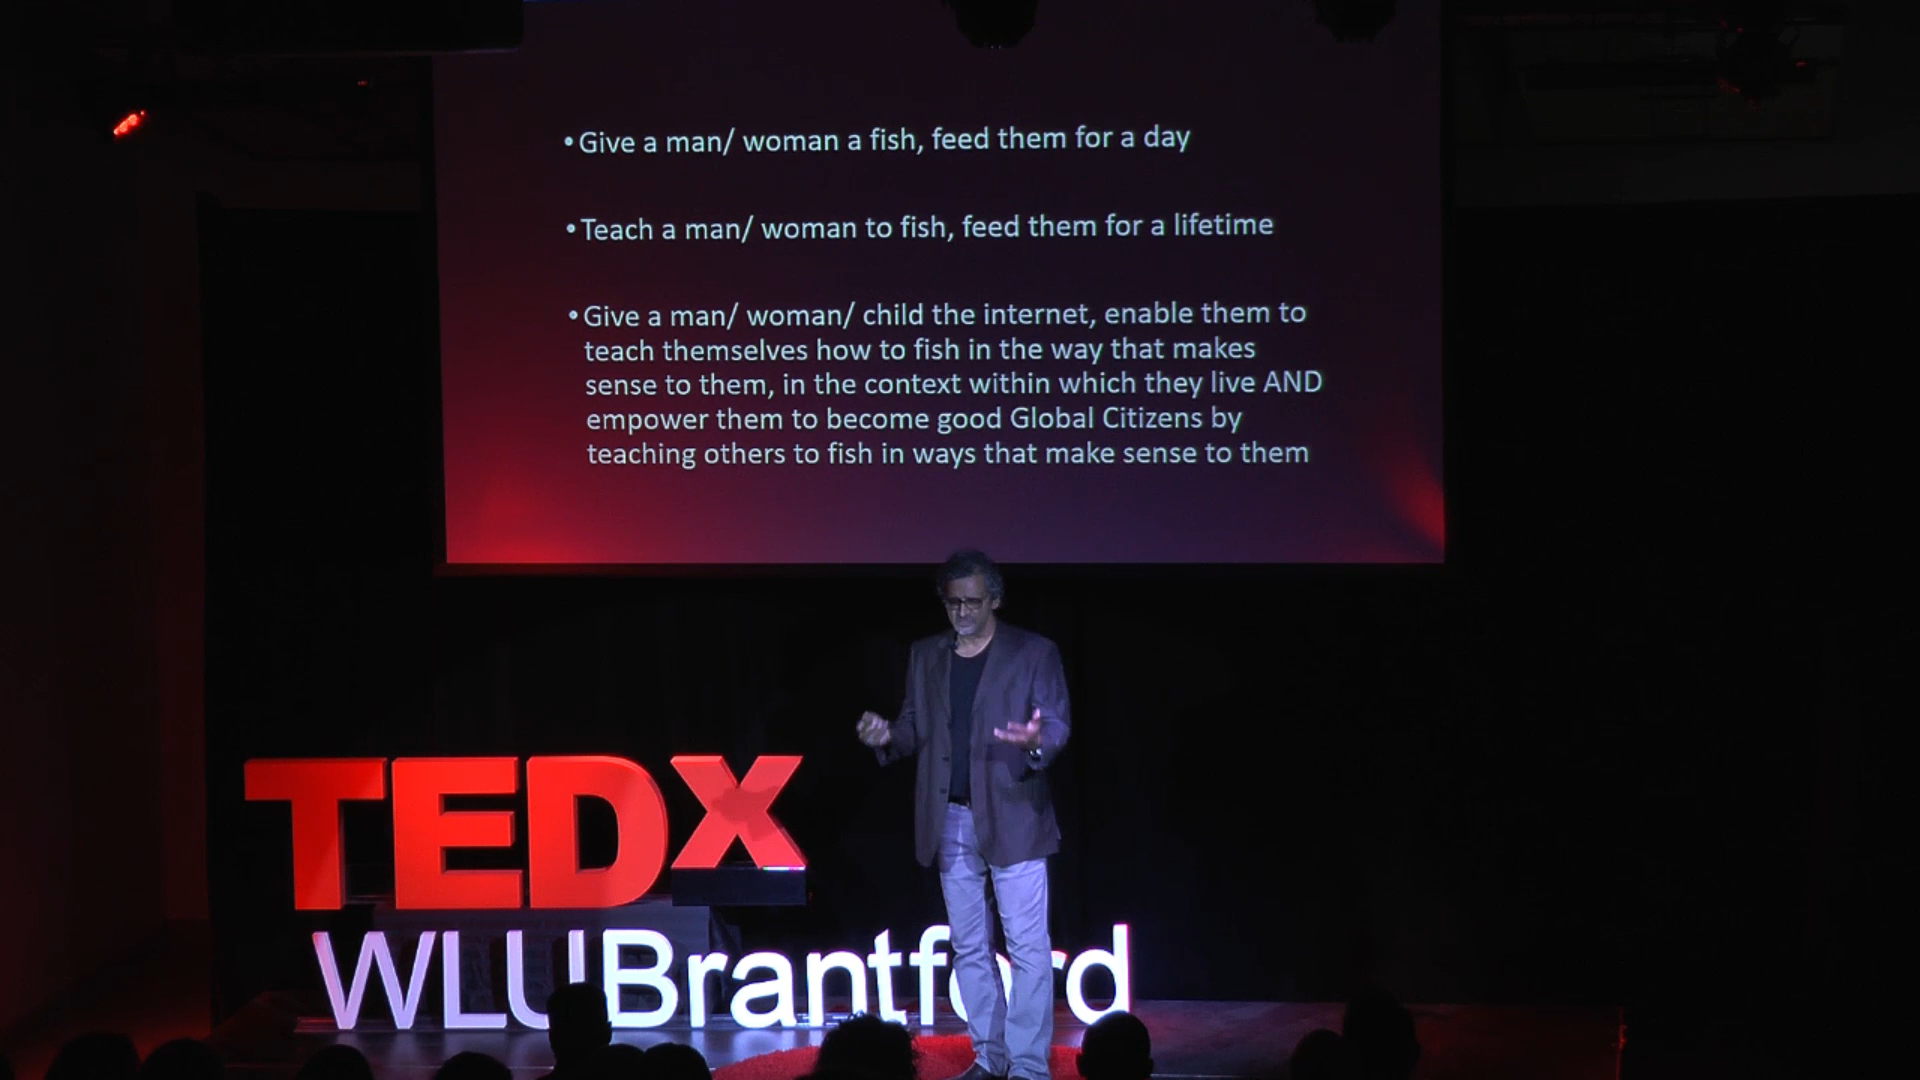 •Give a man/ woman a fish, feed them for a day
•Teach a man/ woman to fish, feed them for a lifetime
•Give a man/ woman/ child the internet, enable them to
teach themselves how to fish in the way that makes
sense to them, in the context within which they live AND
empower them to become good Global Citizens by
teaching others to fish in ways that make sense to them
TEDX
WLUBrantford